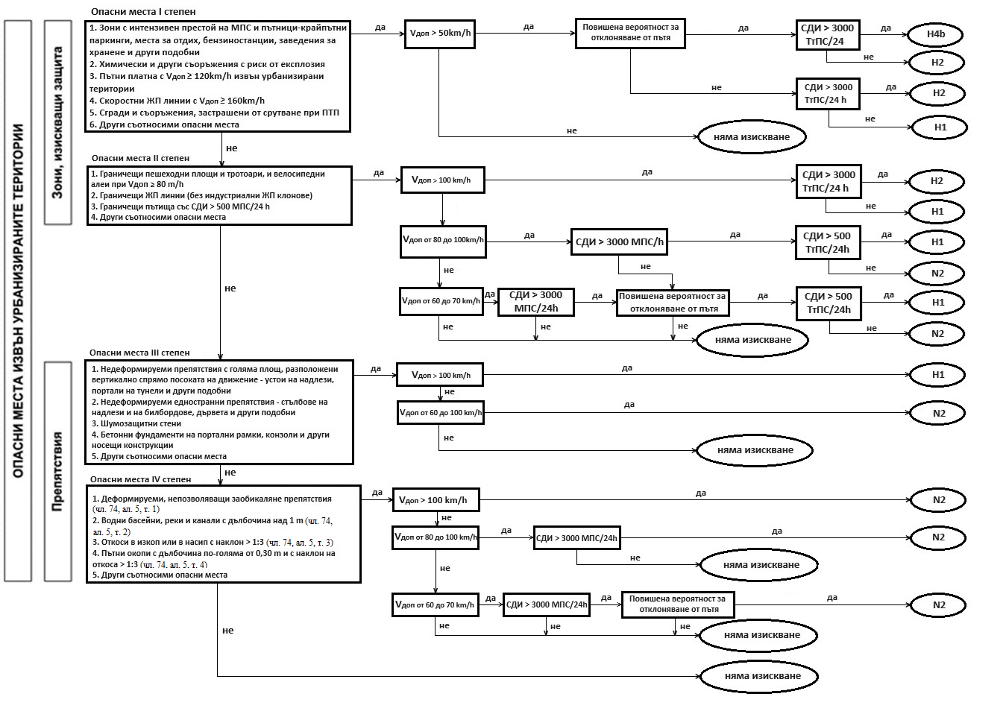 ОПАСНИ МЕСТА ИЗВЪН УРБАНИЗИРАНИТЕ ТЕРИТОРИИ
Зони, изискващи защита
Опасни места I степен
1. Зони с интензивен престой на МПС и пътници-крайпътни
паркинги, места за отдих, бензиностанции, заведения за
хранене и други подобни
2. Химически и други съоръжения с риск от експлозия
3. Пътни платна с Vдоп ≥ 120km/h извън урбанизирани
територии
4. Скоростни ЖП линии с Vдоп ≥ 160km/h
5. Сгради и съоръжения, застрашени от срутване при ПТП
6. Други съотносими опасни места
да
Vдоп > 50km/h
да
Повишена вероятност за
отклоняване от пътя
да
СДИ > 3000
ТтПС/24
да
H4b
не
H2
не
СДИ > 3000
ТтПС/24 h
да
H2
не
H1
не
няма изискване
не
Опасни места II степен
1. Граничещи пешеходни площи и тротоари, и велосипедни
алеи при Vдоп ≥ 80 m/h
2. Граничещи ЖП линии (без индустриални ЖП клонове)
3. Граничещи пътища със СДИ > 500 МПС/24 h
4. Други съотносими опасни места
да
Vдоп > 100 km/h
да
СДИ > 3000
ТтПС/24 h
да
H2
не
H1
Vдоп от 80 до 100km/h
да
СДИ > 3000 МПС/h
да
СДИ > 500
ТтПС/24h
да
H1
не
N2
не
не
Vдоп от 60 до 70 km/h
да
СДИ > 3000
МПС/24h
да
Повишена вероятност за
отклоняване от пътя
да
СДИ > 500
ТтПС/24h
да
H1
не
N2
не
не
не
няма изискване
не
Препятствия
Опасни места III степен
1. Недеформируеми препятствия с голяма площ, разположени
вертикално спрямо посоката на движение - устои на надлези,
портали на тунели и други подобни
2. Недеформируеми едностранни препятствия - стълбове на
надлези и на билбордове, дървета и други подобни
3. Шумозащитни стени
4. Бетонни фундаменти на портални рамки, конзоли и други
носещи конструкции
5. Други съотносими опасни места
да
Vдоп > 100 km/h
да
H1
не
Vдоп от 60 до 100 km/h
да
N2
не
няма изискване
не
Опасни места IV степен
1. Деформируеми, непозволяващи заобикаляне препятствия
(чл. 74, ал. 5, т. 1)
2. Водни басейни, реки и канали с дълбочина над 1 m (чл. 74,
ал. 5, т. 2)
3. Откоси в изкоп или в насип с наклон > 1:3 (чл. 74, ал. 5, т. 3)
4. Пътни окопи с дълбочина по-голяма от 0,30 m и с наклон на
откоса > 1:3 (чл. 74. ал. 5. т. 4)
5. Други съотносими опасни места
да
Vдоп > 100 km/h
да
N2
не
Vдоп от 80 до 100 km/h
да
СДИ > 3000 МПС/24h
да
N2
не
няма изискване
не
Vдоп от 60 до 70 km/h
да
СДИ > 3000 МПС/24h
да
Повишена вероятност за
отклоняване от пътя
да
N2
не
не
не
няма изискване
не
няма изискване